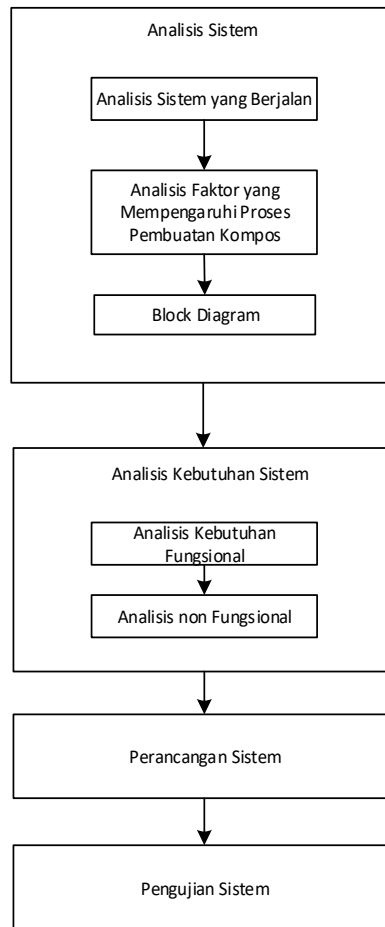 Analisis Sistem
Analisis Sistem yang Berjalan
Analisis Faktor yang
Mempengaruhi Proses
Pembuatan Kompos
Block Diagram
Analisis Kebutuhan Sistem
Analisis Kebutuhan
Fungsional
Analisis non Fungsional
Perancangan Sistem
Pengujian Sistem